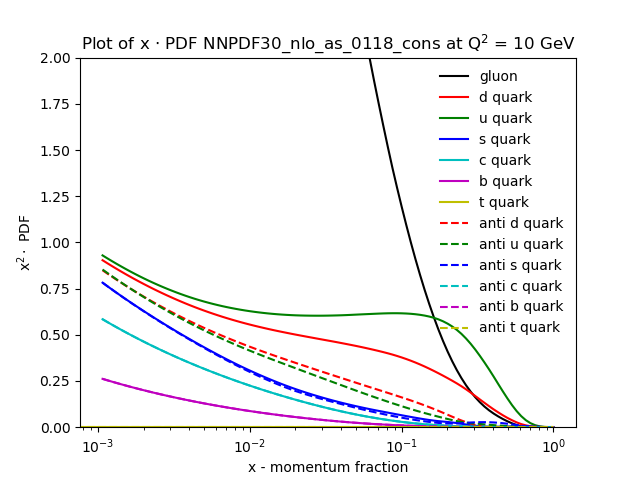 Plot of x · PDF NNPDF30_nlo_as_0118_cons at Q² = 10 GeV
2.00
1.75
1.50
1.25
1.00
0.75
0.50
0.25
0.00
x²· PDF
gluon
d quark
u quark
s quark
c quark
b quark
t quark
anti d quark
anti u quark
anti s quark
anti c quark
anti b quark
anti t quark
10⁻³ 10⁻² 10⁻¹ 10⁰
x - momentum fraction